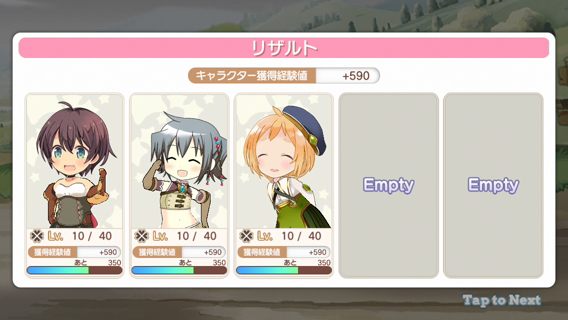 リザルト
キャラクター獲得経験値 +590
Lv. 10 / 40
獲得経験値 +590
あと 350
Lv. 10 / 40
獲得経験値 +590
あと 350
Lv. 10 / 40
獲得経験値 +590
あと 350
Empty
Empty
Tap to Next